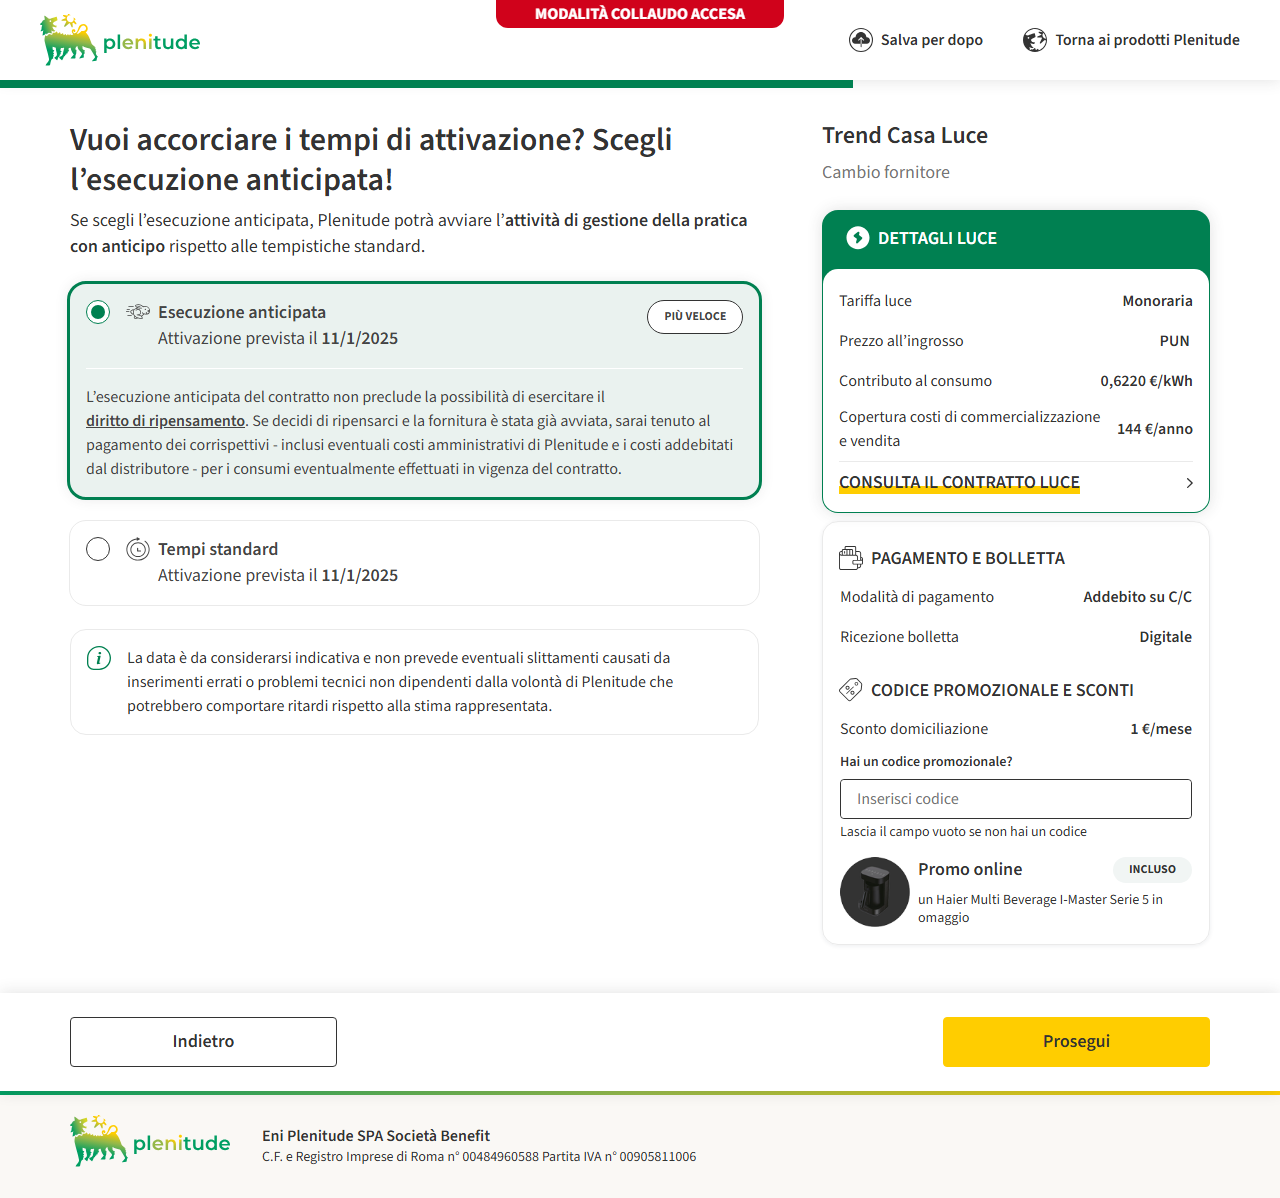 MODALITÀ COLLAUDO ACCESA
plenitude
Salva per dopo
Torna ai prodotti Plenitude
Vuoi accorciare i tempi di attivazione? Scegli
l’esecuzione anticipata!
Se scegli l’esecuzione anticipata, Plenitude potrà avviare l’attività di gestione della pratica
con anticipo rispetto alle tempistiche standard.
Esecuzione anticipata
PIÙ VELOCE
Attivazione prevista il 11/1/2025
L’esecuzione anticipata del contratto non preclude la possibilità di esercitare il
diritto di ripensamento. Se decidi di ripensarci e la fornitura è stata già avviata, sarai tenuto al
pagamento dei corrispettivi - inclusi eventuali costi amministrativi di Plenitude e i costi addebitati
dal distributore - per i consumi eventualmente effettuati in vigenza del contratto.
Tempi standard
Attivazione prevista il 11/1/2025
La data è da considerarsi indicativa e non prevede eventuali slittamenti causati da
inserimenti errati o problemi tecnici non dipendenti dalla volontà di Plenitude che
potrebbero comportare ritardi rispetto alla stima rappresentata.
Trend Casa Luce
Cambio fornitore
DETTAGLI LUCE
Tariffa luce Monoraria
Prezzo all’ingrosso PUN
Contributo al consumo 0,6220 €/kWh
Copertura costi di commercializzazione
e vendita 144 €/anno
CONSULTA IL CONTRATTO LUCE
PAGAMENTO E BOLLETTA
Modalità di pagamento Addebito su C/C
Ricezione bolletta Digitale
CODICE PROMOZIONALE E SCONTI
Sconto domiciliazione 1 €/mese
Hai un codice promozionale?
Inserisci codice
Lascia il campo vuoto se non hai un codice
Promo online INCLUSO
un Haier Multi Beverage I-Master Serie 5 in
omaggio
Indietro
Prosegui
plenitude
Eni Plenitude SPA Società Benefit
C.F. e Registro Imprese di Roma n° 00484960588 Partita IVA n° 00905811006